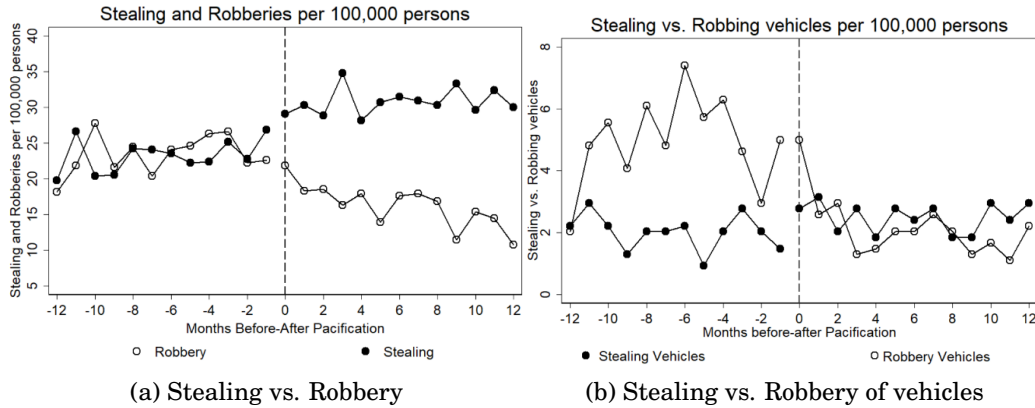 Stealing and Robberies per 100,000 persons
Stealing and Robberies per 100,000 persons
40
35
30
25
20
15
10
5
-12 -10 -8 -6 -4 -2 0 2 4 6 8 10 12
Months Before-After Pacification
Robbery Stealing
(a) Stealing vs. Robbery
Stealing vs. Robbing vehicles per 100,000 persons
Stealing vs. Robbing vehicles
8
6
4
2
0
-12 -10 -8 -6 -4 -2 0 2 4 6 8 10 12
Months before-after Pacification
Stealing Vehicles Robbery Vehicles
(b) Stealing vs. Robbery of vehicles